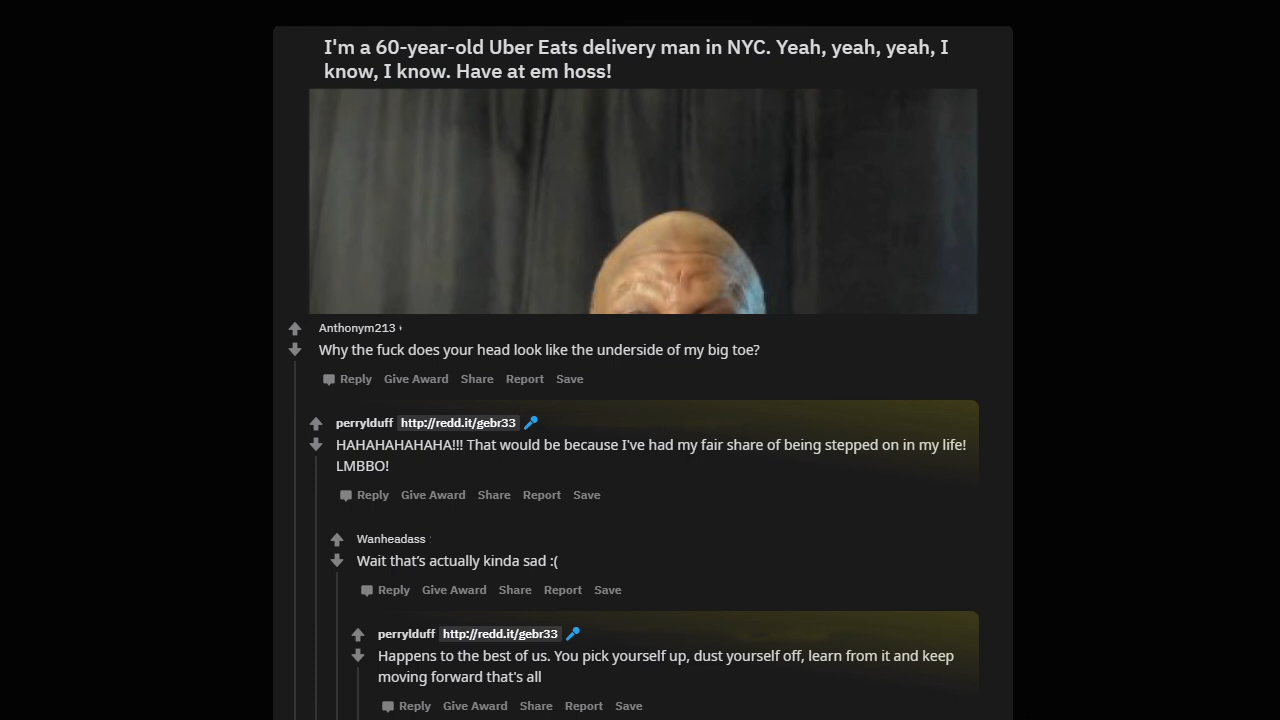 I'm a 60-year-old Uber Eats delivery man in NYC. Yeah, yeah, yeah, I
know, I know. Have at em hoss!
Anthonym213
Why the fuck does your head look like the underside of my big toe?
Reply Give Award Share Report Save
perrylduff http://redd.it/gebr33
HAHAHAHAHAHA!!! That would be because I've had my fair share of being stepped on in my life!
LMBBO!
Reply Give Award Share Report Save
Wanheadass
Wait that’s actually kinda sad :(
Reply Give Award Share Report Save
perrylduff http://redd.it/gebr33
Happens to the best of us. You pick yourself up, dust yourself off, learn from it and keep
moving forward that's all
Reply Give Award Share Report Save